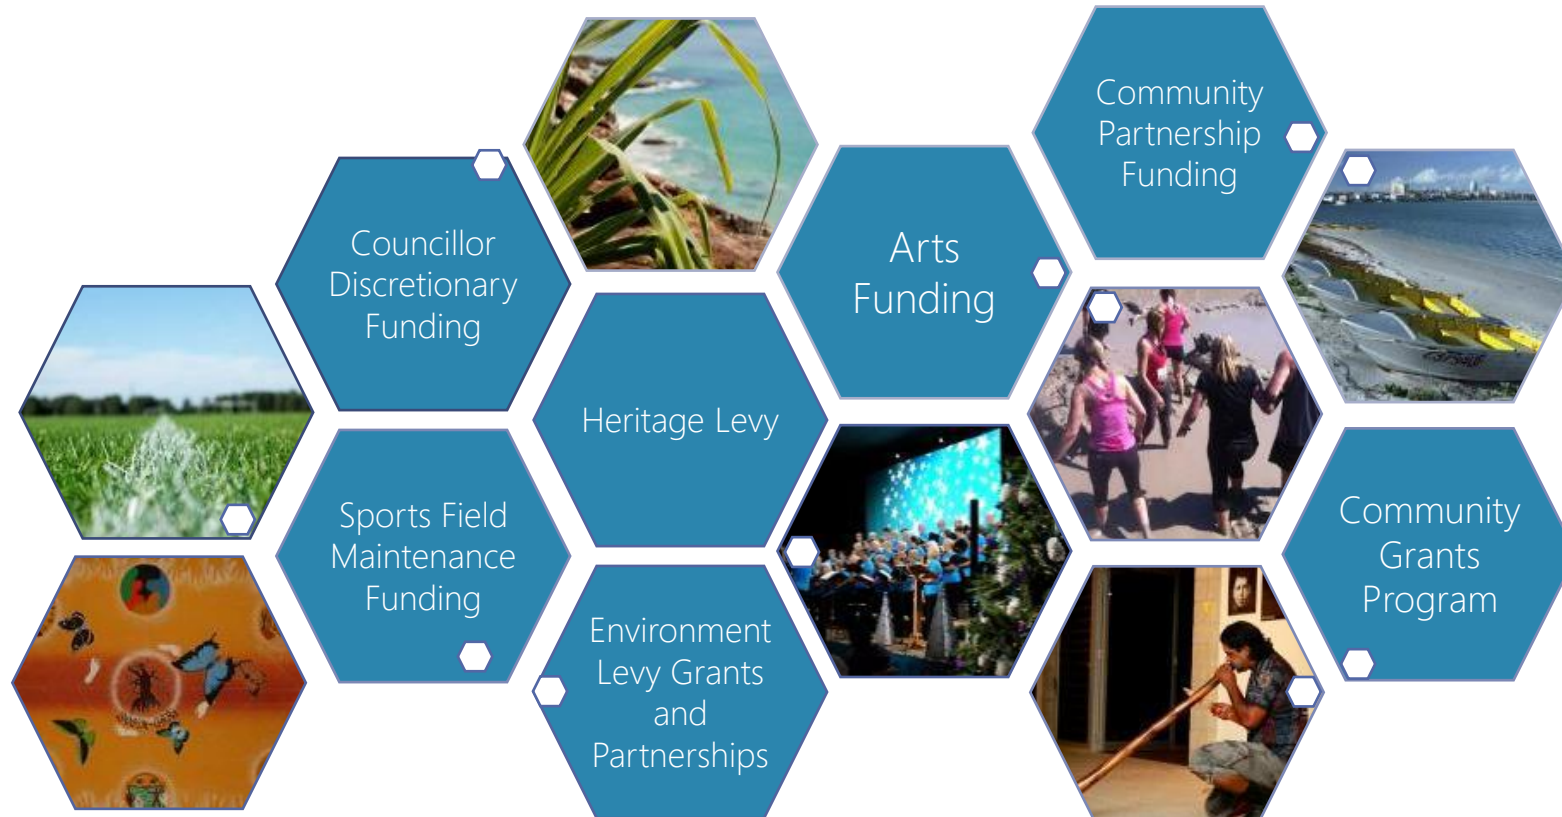 Community
Partnership
Funding
Councillor
Discretionary
Funding
Arts
Funding
Heritage Levy
Sports Field
Maintenance
Funding
Community
Grants
Program
Environment
Levy Grants
and
Partnerships